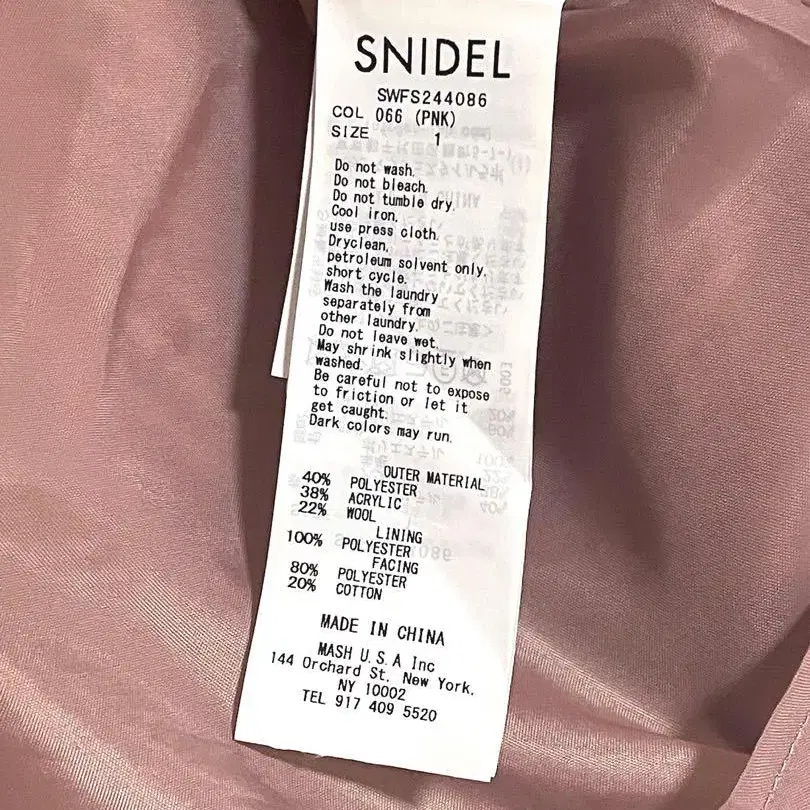 SNIDEL
SWFS244086
COL 066 (PNK)
SIZE 1
Do not wash.
Do not bleach.
Do not tumble dry.
Cool iron,
use press cloth.
Dryclean,
petroleum solvent only,
short cycle.
Wash the laundry
separately from
other laundry.
Do not leave wet.
May shrink slightly when
washed.
Be careful not to expose
to friction or let it
get caught.
Dark colors may run.
OUTER MATERIAL
40% POLYESTER
38% ACRYLIC
22% WOOL
LINING
100% POLYESTER
FACING
80% POLYESTER
20% COTTON
MADE IN CHINA
MASH U.S.A Inc
144 Orchard St. New York.
NY 10002
TEL 917 409 5520